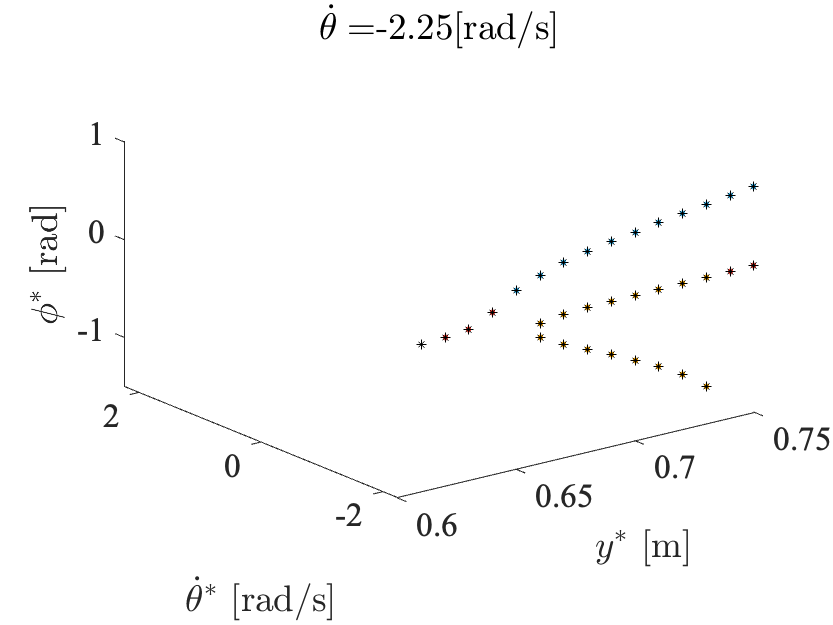 θ̇ =-2.25[rad/s]
1
0
-1
ϕ* [rad]
2
0
-2
θ̇* [rad/s]
0.6
0.65
0.7
0.75
y* [m]